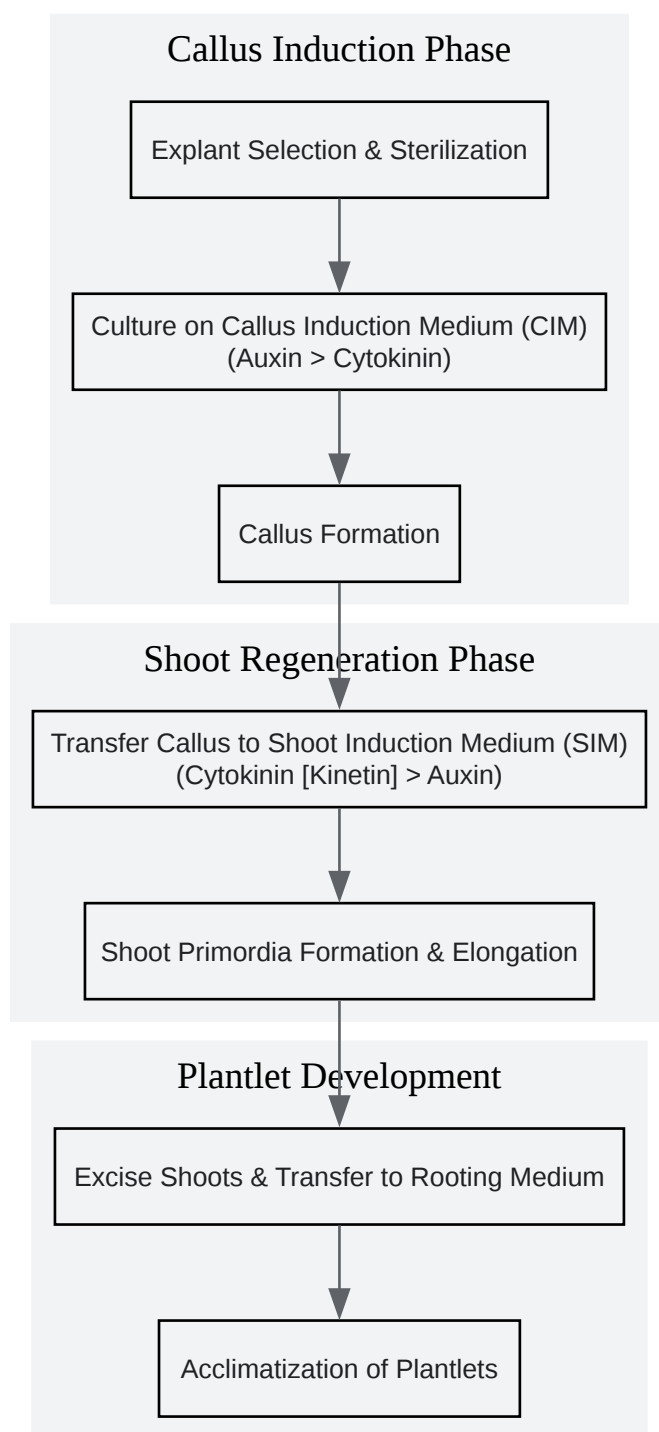 Callus Induction Phase
Explant Selection & Sterilization
Culture on Callus Induction Medium (CIM)
(Auxin > Cytokinin)
Callus Formation
Shoot Regeneration Phase
Transfer Callus to Shoot Induction Medium (SIM)
(Cytokinin [Kinetin] > Auxin)
Shoot Primordia Formation & Elongation
Plantlet Development
Excise Shoots & Transfer to Rooting Medium
Acclimatization of Plantlets